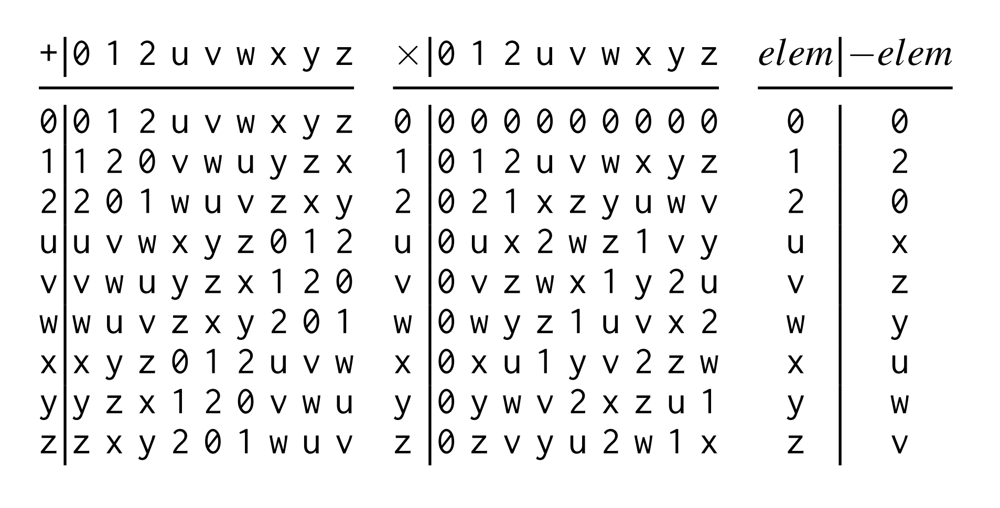 + 0 1 2 u v w x y z × 0 1 2 u v w x y z elem −elem
0 0 1 2 u v w x y z 0 0 0 0 0 0 0 0 0 0 0 0
1 1 2 0 v w u y z x 1 0 1 2 u v w x y z 1 2
2 2 0 1 w u v z x y 2 0 2 1 x z y u w v 2 0
u u v w x y z 0 1 2 u 0 u x 2 w z 1 v y u x
v v w u y z x 1 2 0 v 0 v z w x 1 y 2 u v z
w w u v z x y 2 0 1 w 0 w y z 1 u v x 2 w y
x x y z 0 1 2 u v w x 0 x u 1 y v 2 z w x u
y y z x 1 2 0 v w u y 0 y w v 2 x z u 1 y w
z z x y 2 0 1 w u v z 0 z v y u 2 w 1 x z v